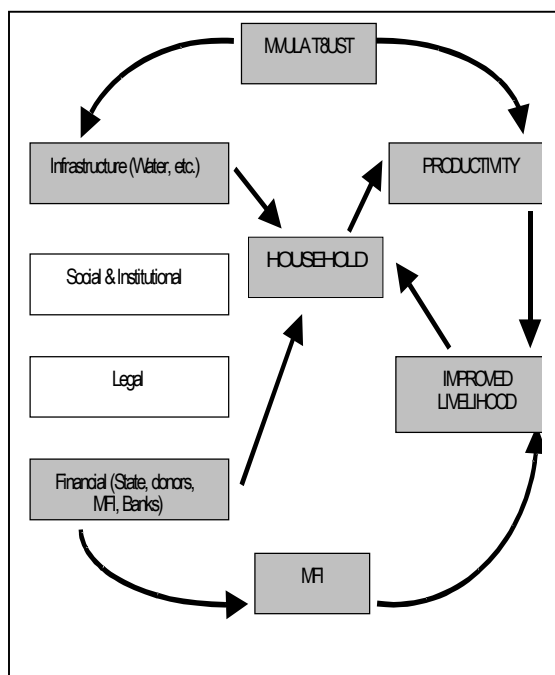 MVULA T8UST
Infrastructure (Water, etc.)
PRODUCTIVITY
HOUSEHOLD
Social & Institutional
Legal
IMPROVED
LIVELIHOOD
Financial (State, donors,
MFI, Banks)
MFI